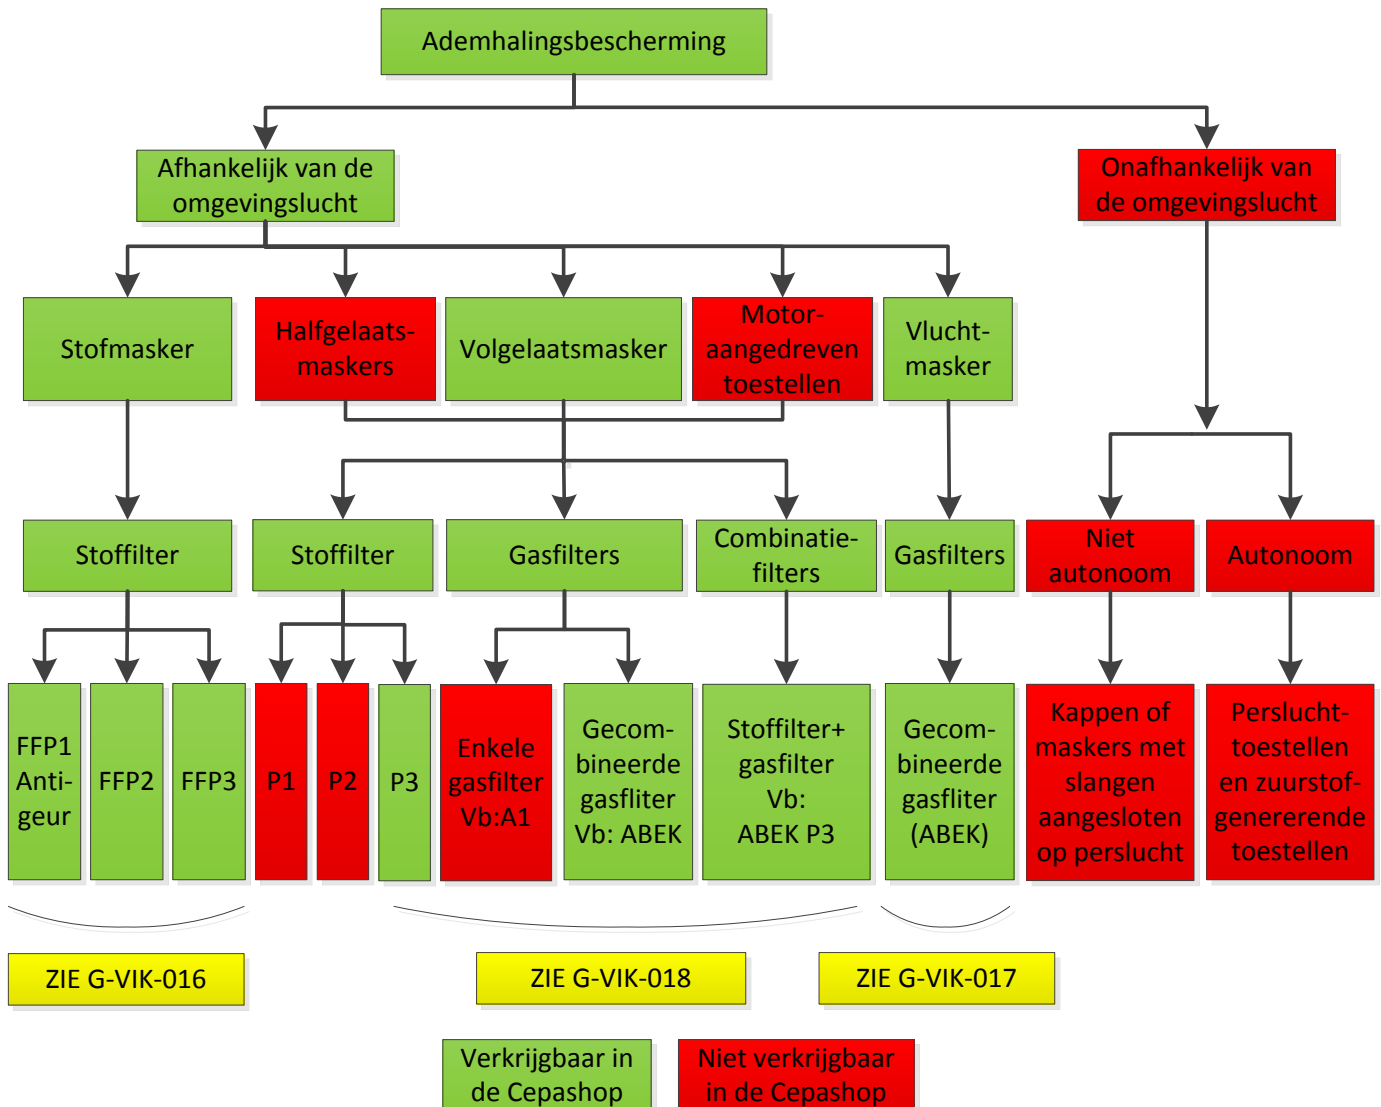 Ademhalingsbescherming
Afhankelijk van de
omgevingslucht
Onafhankelijk van
de omgevingslucht
Stofmasker
Halfgelaats-
maskers
Volgelaatsmasker
Motor-
aangedreven
toestellen
Vlucht-
masker
Stoffilter
Stoffilter
Gasfilters
Combinatie-
filters
Gasfilters
Niet
autonoom
Autonoom
FFP1
Anti-
geur
FFP2
FFP3
P1
P2
P3
Enkele
gasfilter
Vb:A1
Gecom-
bineerde
gasfliter
Vb: ABEK
Stoffilter+
gasfilter
Vb:
ABEK P3
Gecom-
bineerde
gasfliter
(ABEK)
Kappen of
maskers met
slangen
aangesloten
op perslucht
Perslucht-
toestellen
en zuurstof-
genererende
toestellen
ZIE G-VIK-016
ZIE G-VIK-018
ZIE G-VIK-017
Verkrijgbaar in
de Cepashop
Niet verkrijgbaar
in de Cepashop